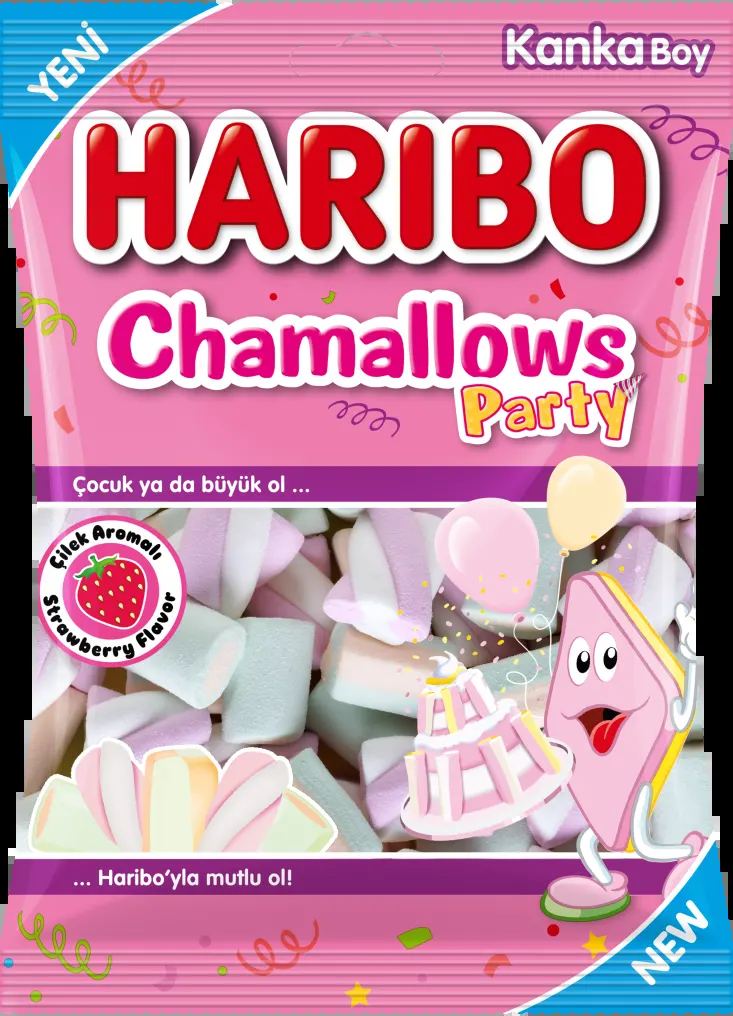 YENİ
Kanka Boy
HARIBO
Chamallows
Party
Çocuk ya da büyük ol ...
Çilek Aromalı
Strawberry Flavor
... Haribo'yla mutlu ol!
NEW